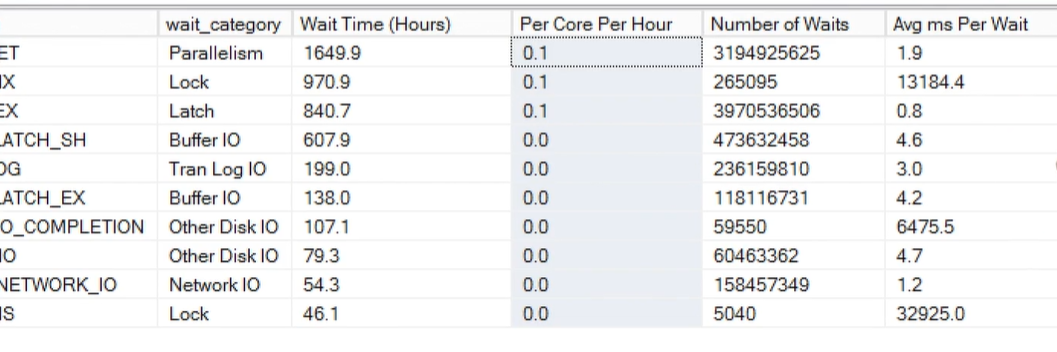 wait_category Wait Time (Hours) Per Core Per Hour Number of Waits Avg ms Per Wait
ET Parallelism 1649.9 0.1 3194925625 1.9
IX Lock 970.9 0.1 265095 13184.4
EX Latch 840.7 0.1 3970536506 0.8
LATCH_SH Buffer IO 607.9 0.0 473632458 4.6
OG Tran Log IO 199.0 0.0 236159810 3.0
LATCH_EX Buffer IO 138.0 0.0 118116731 4.2
IO_COMPLETION Other Disk IO 107.1 0.0 59550 6475.5
IO Other Disk IO 79.3 0.0 60463362 4.7
NETWORK_IO Network IO 54.3 0.0 158457349 1.2
IS Lock 46.1 0.0 5040 32925.0